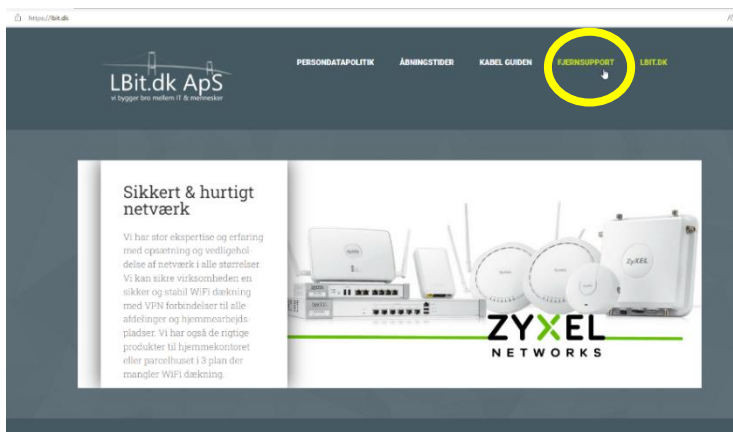 https://lbit.dk
PERSONDATAPOLITIK ÅBNINGSTIDER KABEL GUIDEN FJERNSUPPORT LBIT.DK
LBit.dk ApS
vi bygger bro mellem IT & mennesker
Sikkert & hurtigt
netværk
Vi har stor ekspertise og erfaring
med opsætning og vedligehol-
delse af netværk i alle størrelser.
Vi kan sikre virksomheden en
sikker og stabil WiFi dækning
med VPN forbindelser til alle
afdelinger og hjemmearbejds-
pladser. Vi har også de rigtige
produkter til hjemmekontoret
eller parcelhuset i 3 plan der
mangler WiFi dækning.
ZyXEL
ZYXEL
NETWORKS